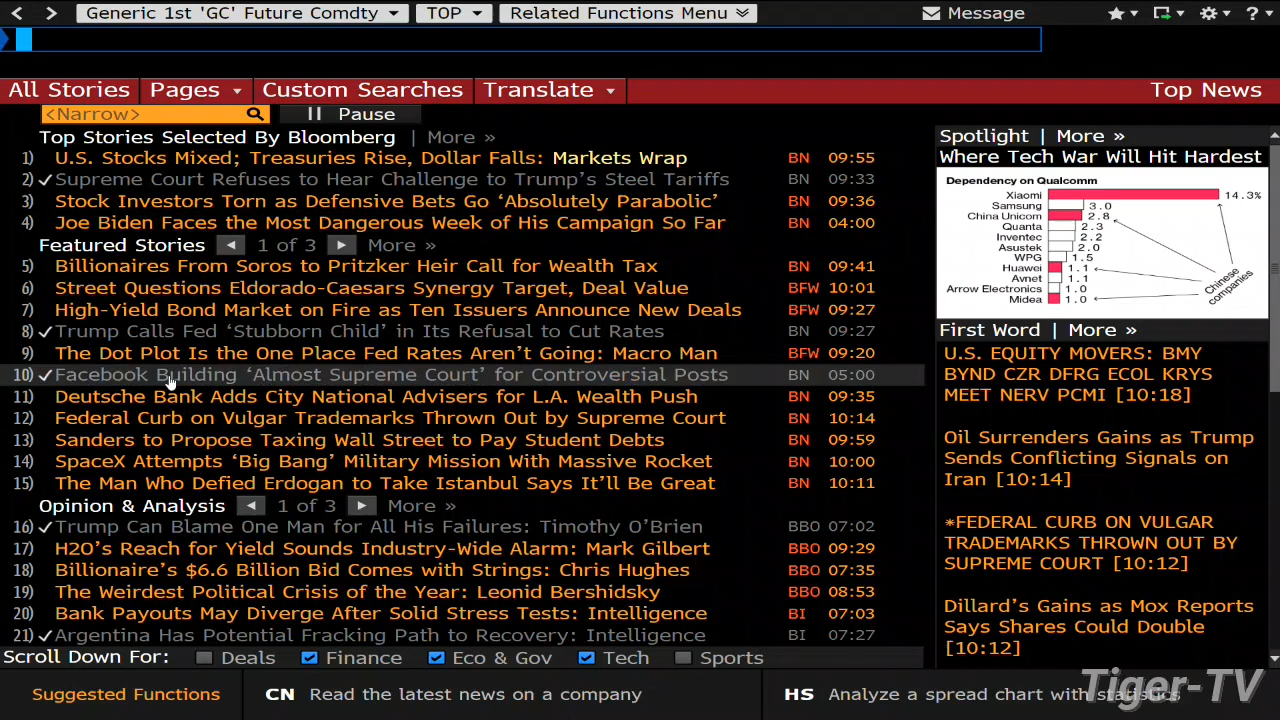 Generic 1st 'GC' Future Comdty TOP Related Functions Menu Message ?
All Stories Pages Custom Searches Translate Top News
<Narrow> Pause
Top Stories Selected By Bloomberg | More »
1) U.S. Stocks Mixed; Treasuries Rise, Dollar Falls: Markets Wrap BN 09:55
2) ✓ Supreme Court Refuses to Hear Challenge to Trump's Steel Tariffs BN 09:33
3) Stock Investors Torn as Defensive Bets Go 'Absolutely Parabolic' BN 09:36
4) Joe Biden Faces the Most Dangerous Week of His Campaign So Far BN 04:00
Featured Stories ◄ 1 of 3 ► More »
5) Billionaires From Soros to Pritzker Heir Call for Wealth Tax BN 09:41
6) Street Questions Eldorado-Caesars Synergy Target, Deal Value BFW 10:01
7) High-Yield Bond Market on Fire as Ten Issuers Announce New Deals BFW 09:27
8) ✓ Trump Calls Fed 'Stubborn Child' in Its Refusal to Cut Rates BN 09:27
9) The Dot Plot Is the One Place Fed Rates Aren't Going: Macro Man BFW 09:20
10) ✓ Facebook Building 'Almost Supreme Court' for Controversial Posts BN 05:00
11) Deutsche Bank Adds City National Advisers for L.A. Wealth Push BN 09:35
12) Federal Curb on Vulgar Trademarks Thrown Out by Supreme Court BN 10:14
13) Sanders to Propose Taxing Wall Street to Pay Student Debts BN 09:59
14) SpaceX Attempts 'Big Bang' Military Mission With Massive Rocket BN 10:00
15) The Man Who Defied Erdogan to Take Istanbul Says It'll Be Great BN 10:11
Opinion & Analysis ◄ 1 of 3 ► More »
16) ✓ Trump Can Blame One Man for All His Failures: Timothy O'Brien BBO 07:02
17) H2O's Reach for Yield Sounds Industry-Wide Alarm: Mark Gilbert BBO 09:29
18) Billionaire's $6.6 Billion Bid Comes with Strings: Chris Hughes BBO 07:35
19) The Weirdest Political Crisis of the Year: Leonid Bershidsky BBO 08:53
20) Bank Payouts May Diverge After Solid Stress Tests: Intelligence BI 07:03
21) ✓ Argentina Has Potential Fracking Path to Recovery: Intelligence BI 07:27
Scroll Down For: Deals Finance Eco & Gov Tech Sports
Spotlight | More »
Where Tech War Will Hit Hardest
Dependency on Qualcomm
Xiaomi 14.3%
Samsung 3.0
China Unicom 2.8
Quanta 2.3
Inventec 2.2
Asustek 2.0
WPG 1.5
Huawei 1.1
Avnet 1.1
Arrow Electronics 1.0
Midea 1.0
Chinese
companies
First Word | More »
U.S. EQUITY MOVERS: BMY
BYND CZR DFRG ECOL KRYS
MEET NERV PCMI [10:18]
Oil Surrenders Gains as Trump
Sends Conflicting Signals on
Iran [10:14]
*FEDERAL CURB ON VULGAR
TRADEMARKS THROWN OUT BY
SUPREME COURT [10:12]
Dillard's Gains as Mox Reports
Says Shares Could Double
[10:12]
Suggested Functions CN Read the latest news on a company HS Analyze a spread chart with statistics
Tiger-TV